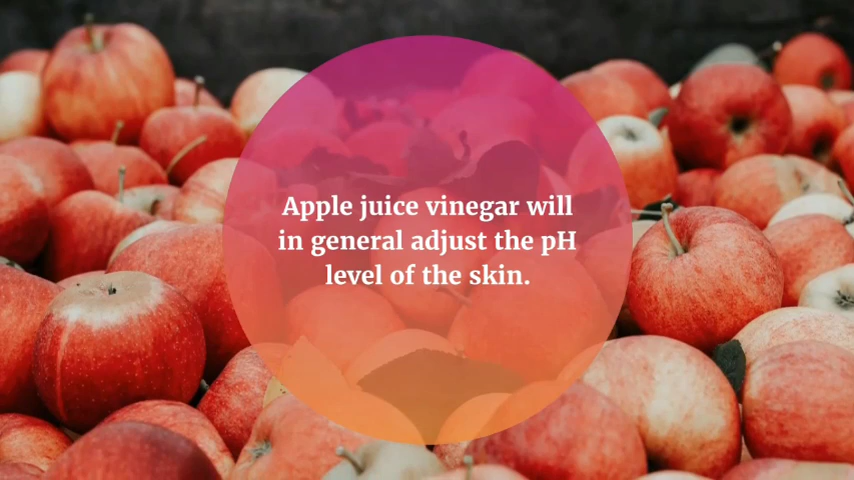 Apple juice vinegar will
in general adjust the pH
level of the skin.